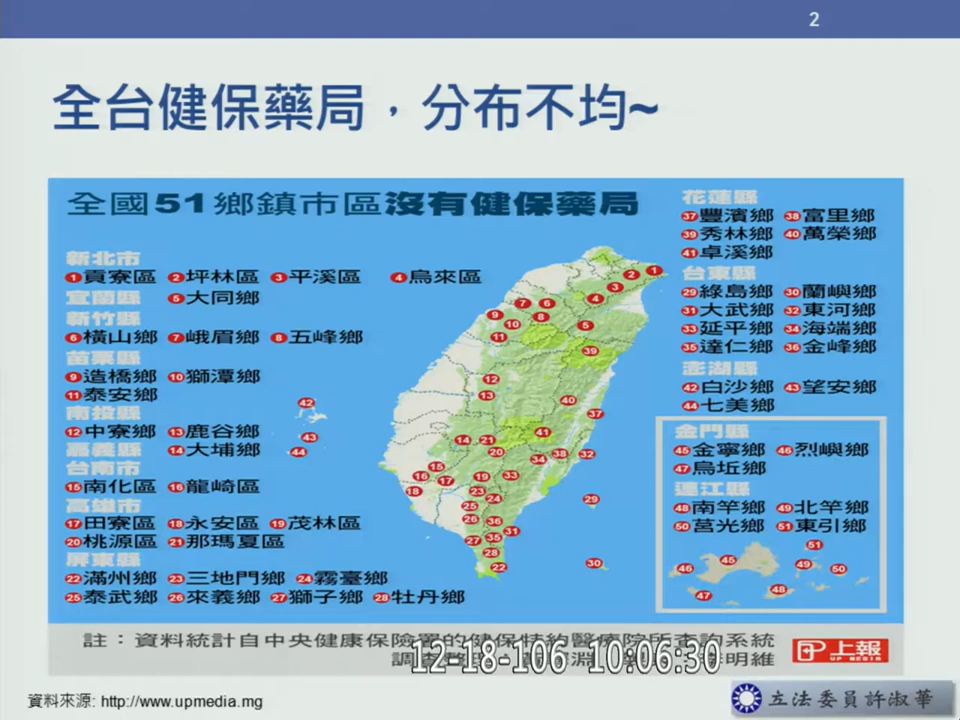 2
全台健保藥局，分布不均~
全國51鄉鎮市區沒有健保藥局
新北市
1貢寮區 2坪林區 3平溪區 4烏來區
宜蘭縣 5大同鄉
新竹縣
6橫山鄉 7峨眉鄉 8五峰鄉
苗栗縣
9造橋鄉 10獅潭鄉
11泰安鄉
南投縣
12中寮鄉 13鹿谷鄉
嘉義縣 14大埔鄉
台南市
15南化區 16龍崎區
高雄市
17田寮區 18永安區 19茂林區
20桃源區 21那瑪夏區
屏東縣
22滿州鄉 23三地門鄉 24霧臺鄉
25泰武鄉 26來義鄉 27獅子鄉 28牡丹鄉
花蓮縣
37豐濱鄉 38富里鄉
39秀林鄉 40萬榮鄉
41卓溪鄉
台東縣
29綠島鄉 30蘭嶼鄉
31大武鄉 32東河鄉
33延平鄉 34海端鄉
35達仁鄉 36金峰鄉
澎湖縣
42白沙鄉 43望安鄉
44七美鄉
金門縣
45金寧鄉 46烈嶼鄉
47烏坵鄉
連江縣
48南竿鄉 49北竿鄉
50莒光鄉 51東引鄉
註：資料統計自中央健康保險署的健保特約醫療院所查詢系統
調查
明維
上報
UP MEDIA
12-18-106 10:06:30
資料來源: http://www.upmedia.mg
立法委員許淑華